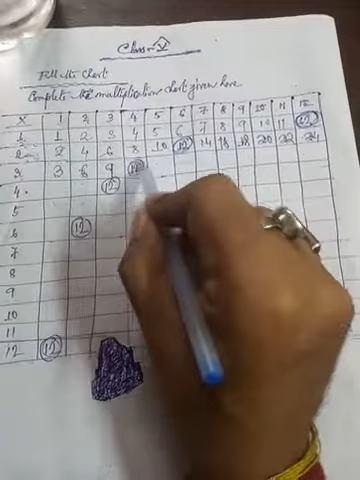 Class-V
Fill the Chart
Complete the multiplication chart given here
X 1 2 3 4 5 6 7 8 9 10 11 12
1 1 2 3 4 5 6 7 8 9 10 11 12
2 2 4 6 8 10 12 14 16 18 20 22 24
3 3 6 9 12
4 12
5
6 12
7
8
9
10
11
12 12